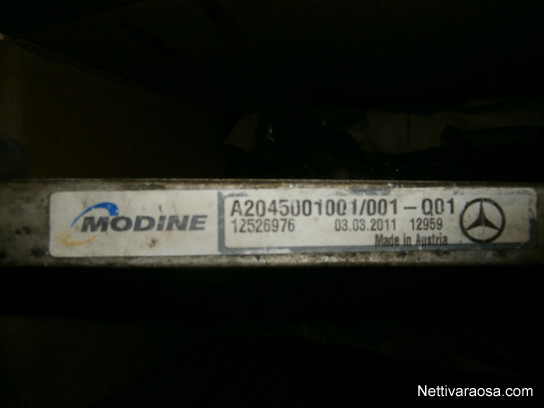 MODINE
A2045001001/001-Q01
12526976 03.03.2011 12959
Made in Austria
Nettivaraosa.com